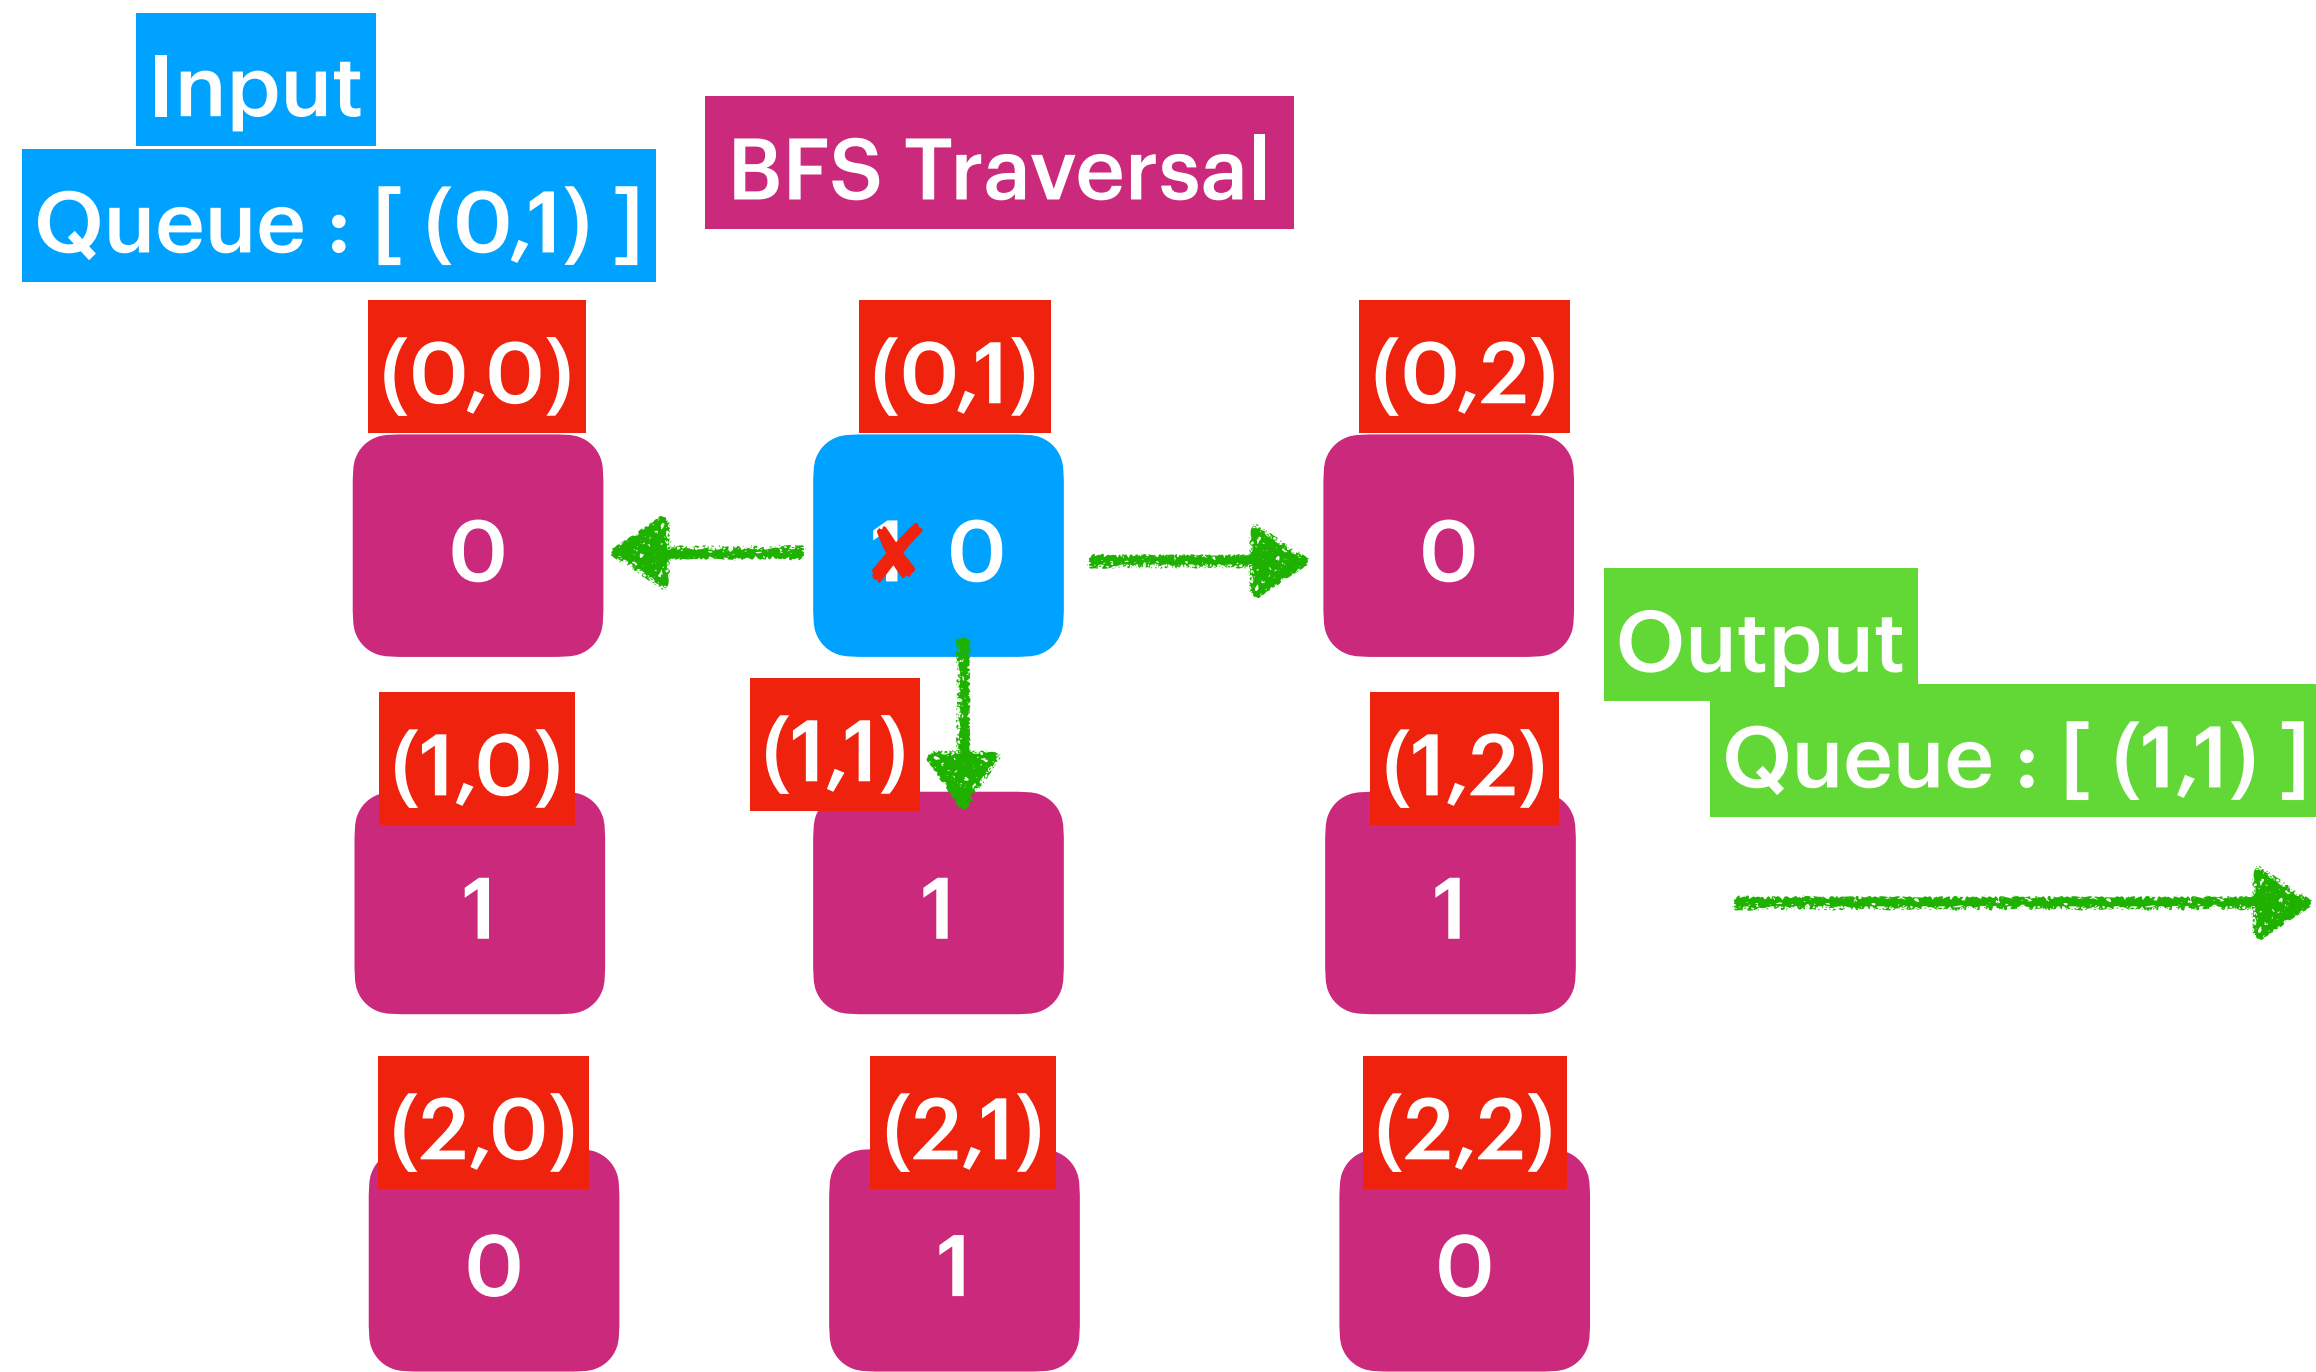 Input
Queue : [ (0,1) ]
BFS Traversal
(0,0) (0,1) (0,2)
0 1 0 0
Output
Queue : [ (1,1) ]
(1,0) (1,1) (1,2)
1 1 1
(2,0) (2,1) (2,2)
0 1 0